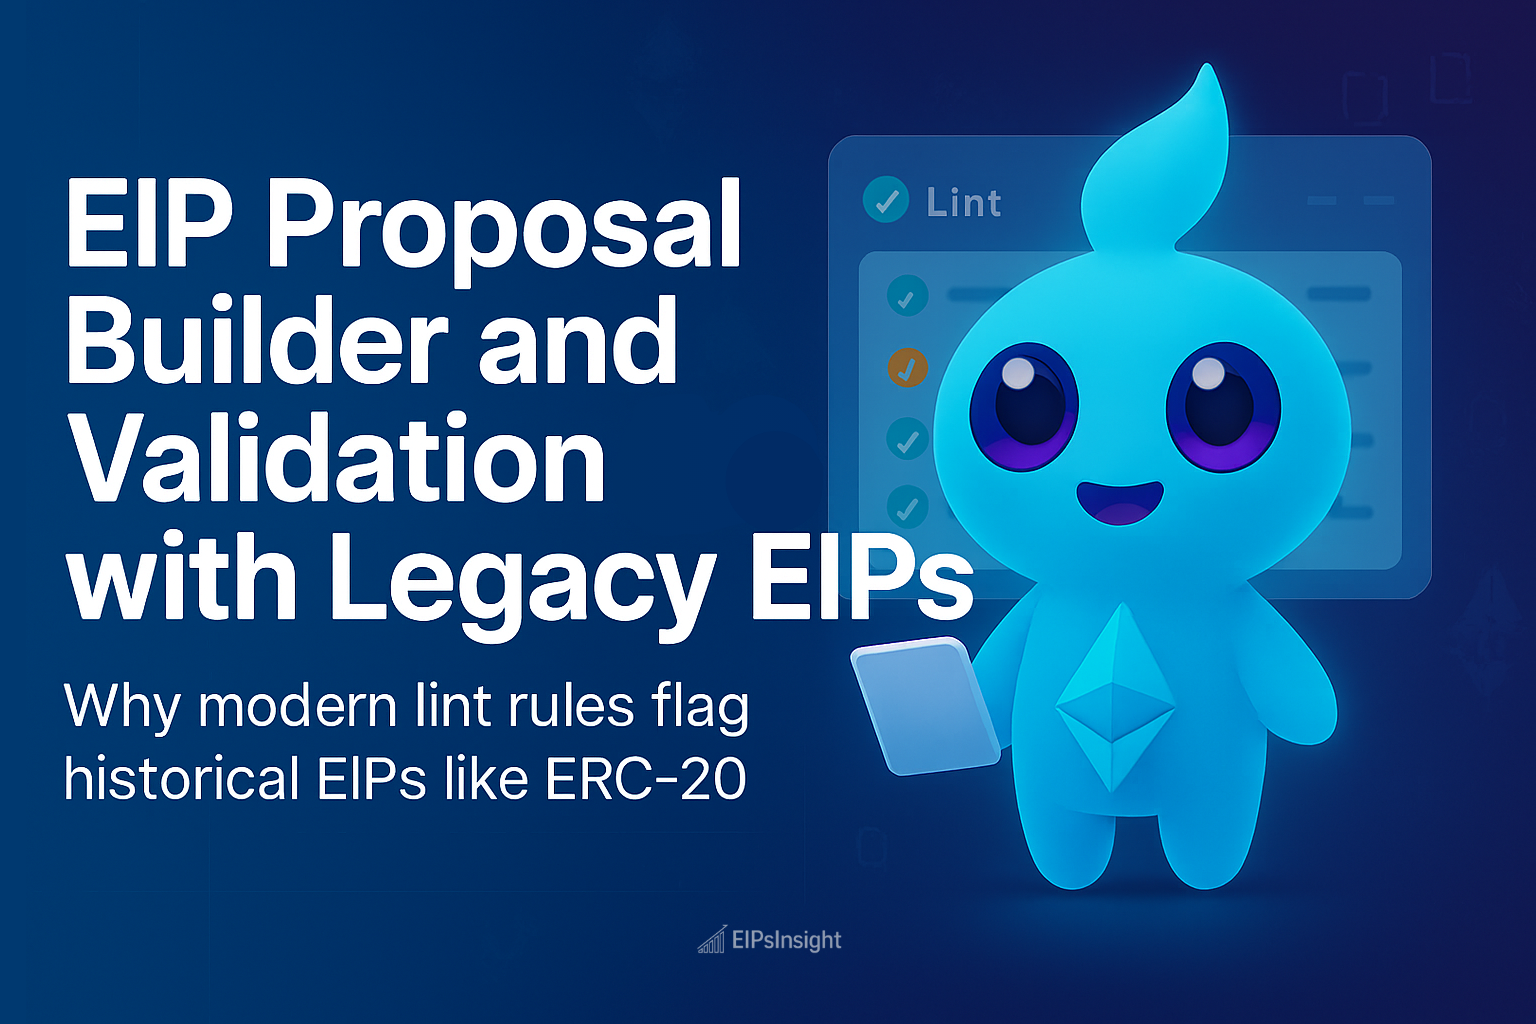 EIP Proposal
Builder and
Validation
with Legacy EIPs
Why modern lint rules flag
historical EIPs like ERC-20
Lint
EIPsInsight